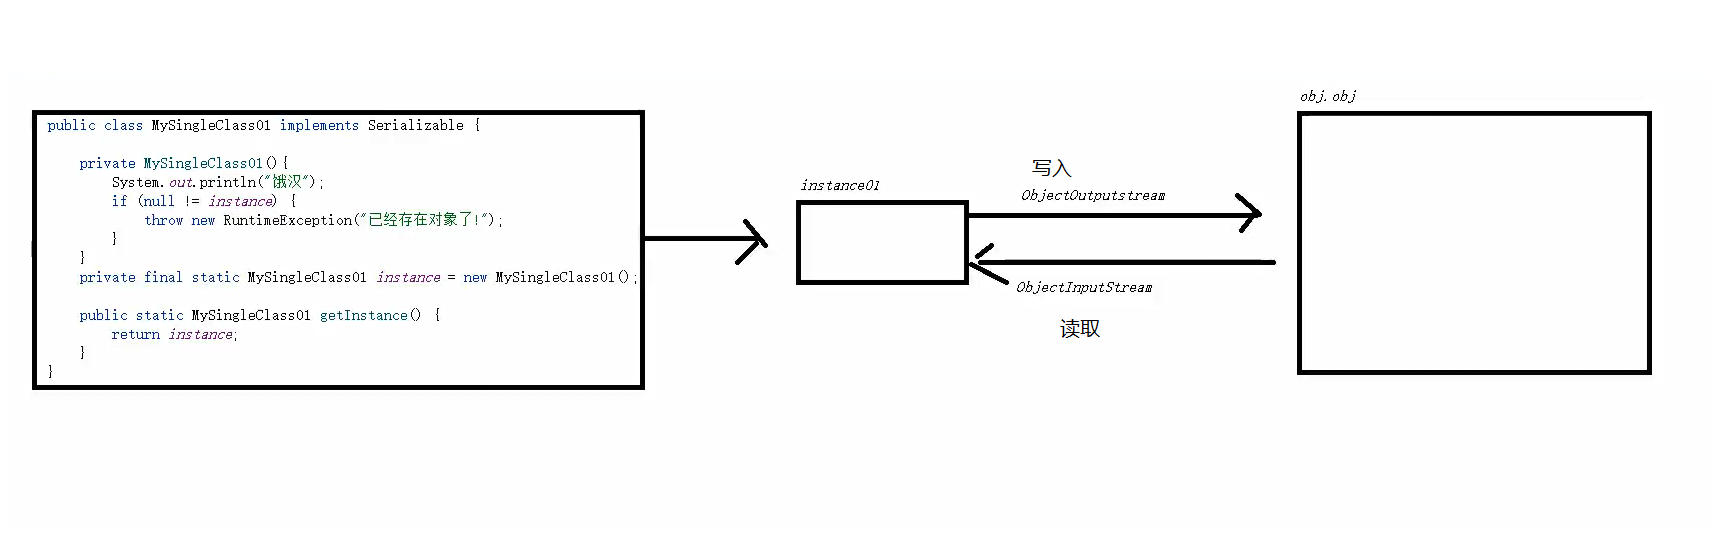 public class MySingleClass01 implements Serializable {
    private MySingleClass01(){
        System.out.println("饿汉");
        if (null != instance) {
            throw new RuntimeException("已经存在对象了!");
        }
    }
    private final static MySingleClass01 instance = new MySingleClass01();
    public static MySingleClass01 getInstance() {
        return instance;
    }
}
instance01
写入
ObjectOutputstream
ObjectInputStream
读取
obj.obj